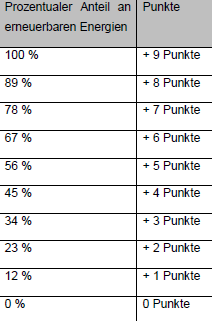 Prozentualer Anteil an Punkte
erneuerbaren Energien
100 % + 9 Punkte
89 % + 8 Punkte
78 % + 7 Punkte
67 % + 6 Punkte
56 % + 5 Punkte
45 % + 4 Punkte
34 % + 3 Punkte
23 % + 2 Punkte
12 % + 1 Punkte
0 % 0 Punkte